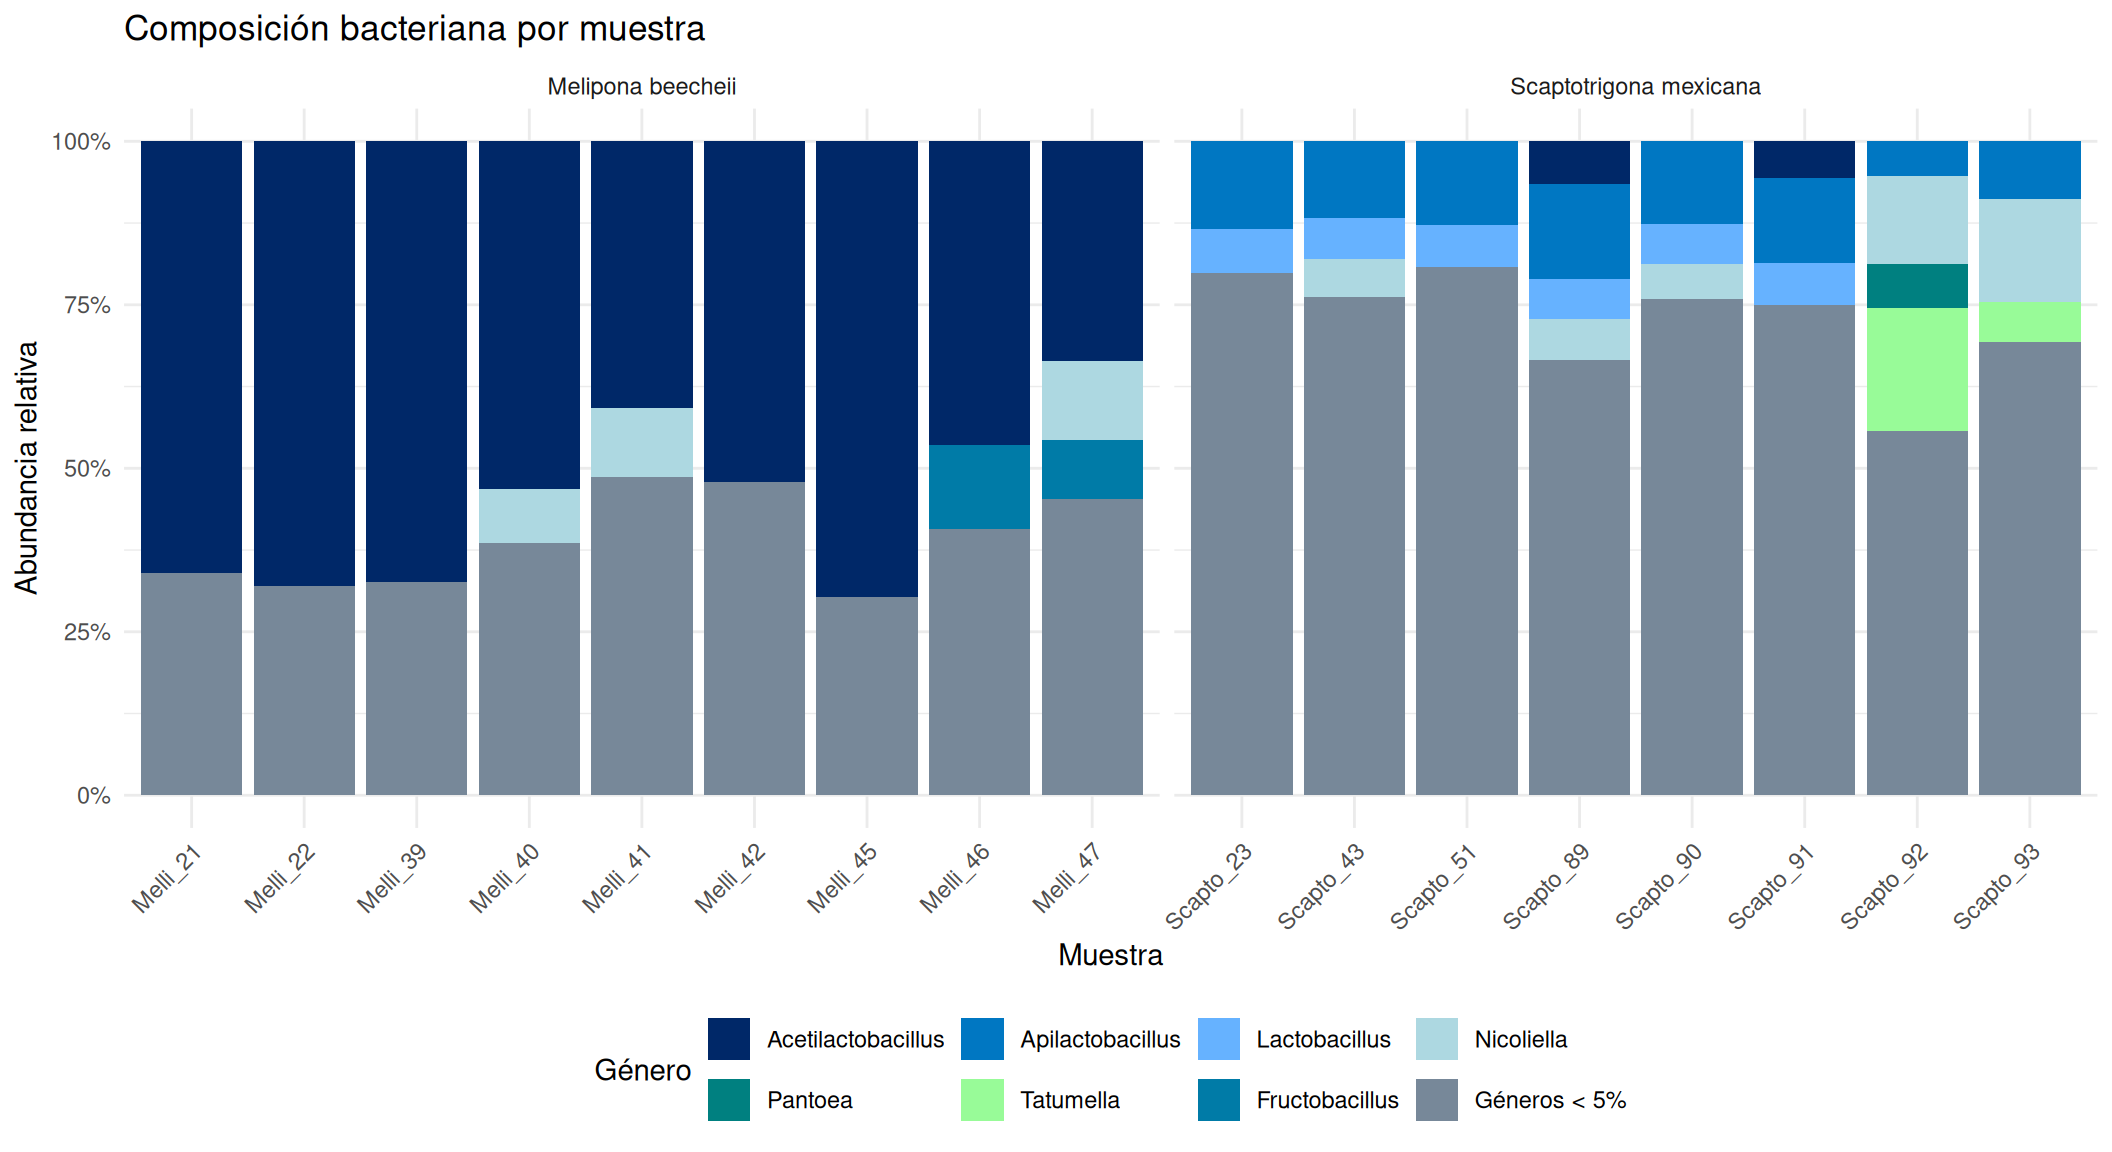 Composición bacteriana por muestra
Melipona beecheii
Scaptotrigona mexicana
Abundancia relativa
100%
75%
50%
25%
0%
Melli_21
Melli_22
Melli_39
Melli_40
Melli_41
Melli_42
Melli_45
Melli_46
Melli_47
Scapto_23
Scapto_43
Scapto_51
Scapto_89
Scapto_90
Scapto_91
Scapto_92
Scapto_93
Muestra
Género
Acetilactobacillus
Apilactobacillus
Lactobacillus
Nicoliella
Pantoea
Tatumella
Fructobacillus
Géneros < 5%